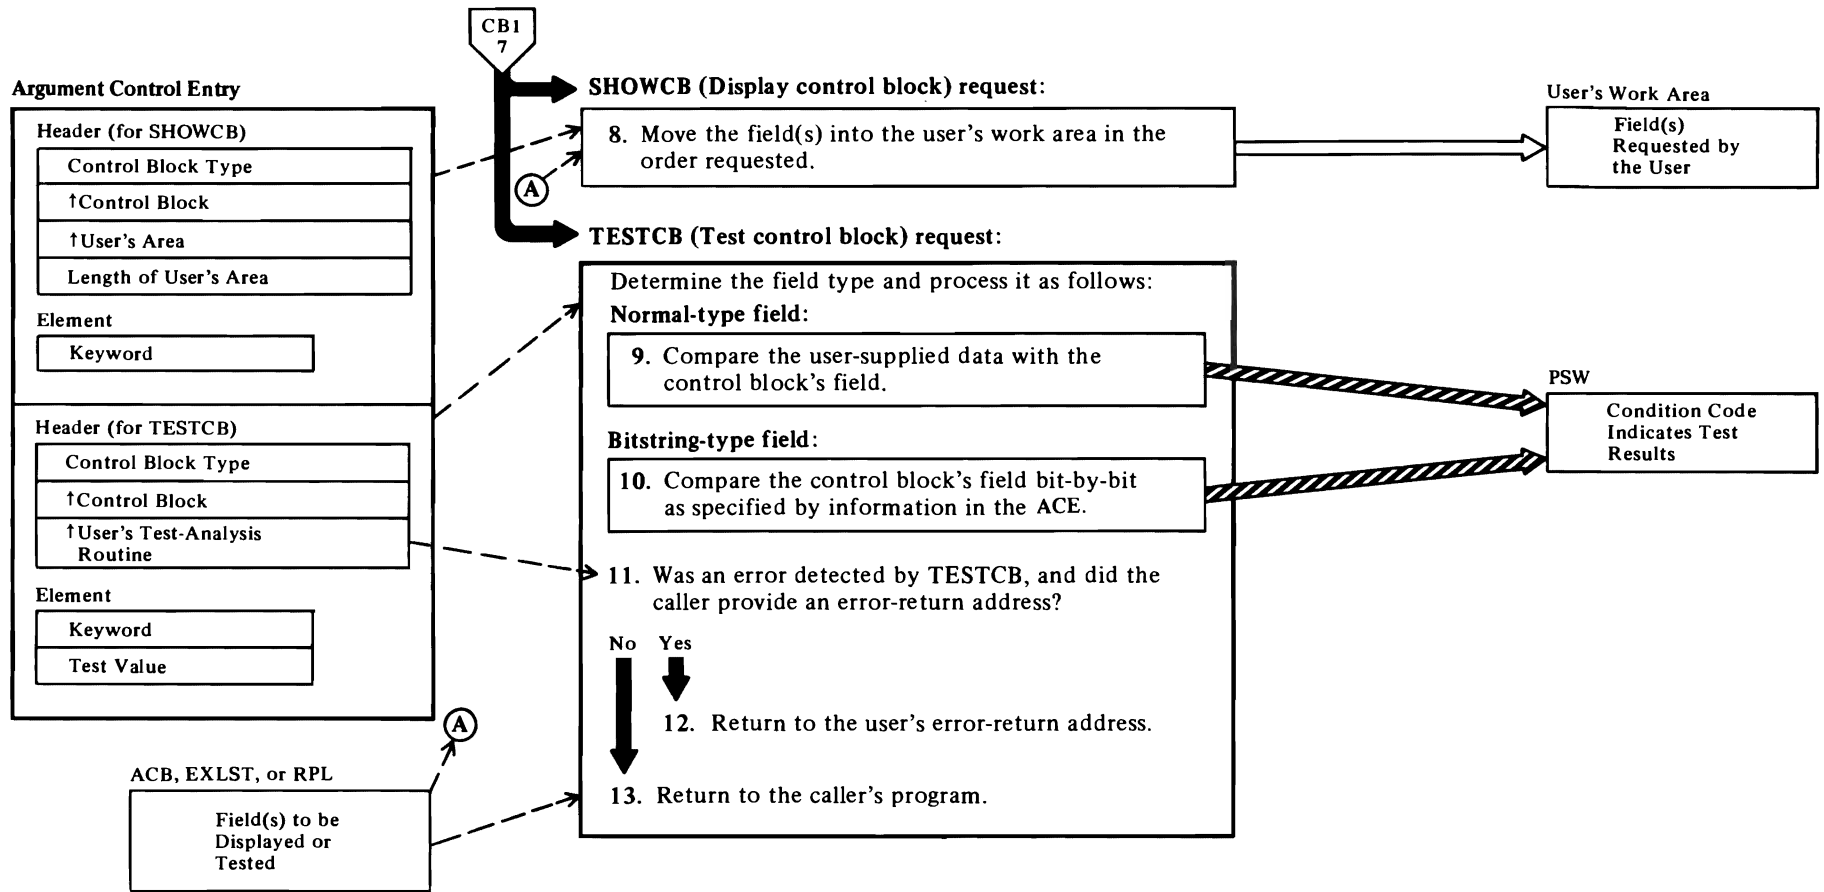 CB1
7
Argument Control Entry
Header (for SHOWCB)
Control Block Type
↑Control Block
↑User's Area
Length of User's Area
Element
Keyword
Header (for TESTCB)
Control Block Type
↑Control Block
↑User's Test-Analysis
Routine
Element
Keyword
Test Value
A
ACB, EXLST, or RPL
Field(s) to be
Displayed or
Tested
SHOWCB (Display control block) request:
8. Move the field(s) into the user's work area in the
order requested.
A
TESTCB (Test control block) request:
Determine the field type and process it as follows:
Normal-type field:
9. Compare the user-supplied data with the
control block's field.
Bitstring-type field:
10. Compare the control block's field bit-by-bit
as specified by information in the ACE.
11. Was an error detected by TESTCB, and did the
caller provide an error-return address?
No Yes
12. Return to the user's error-return address.
13. Return to the caller's program.
User's Work Area
Field(s)
Requested by
the User
PSW
Condition Code
Indicates Test
Results